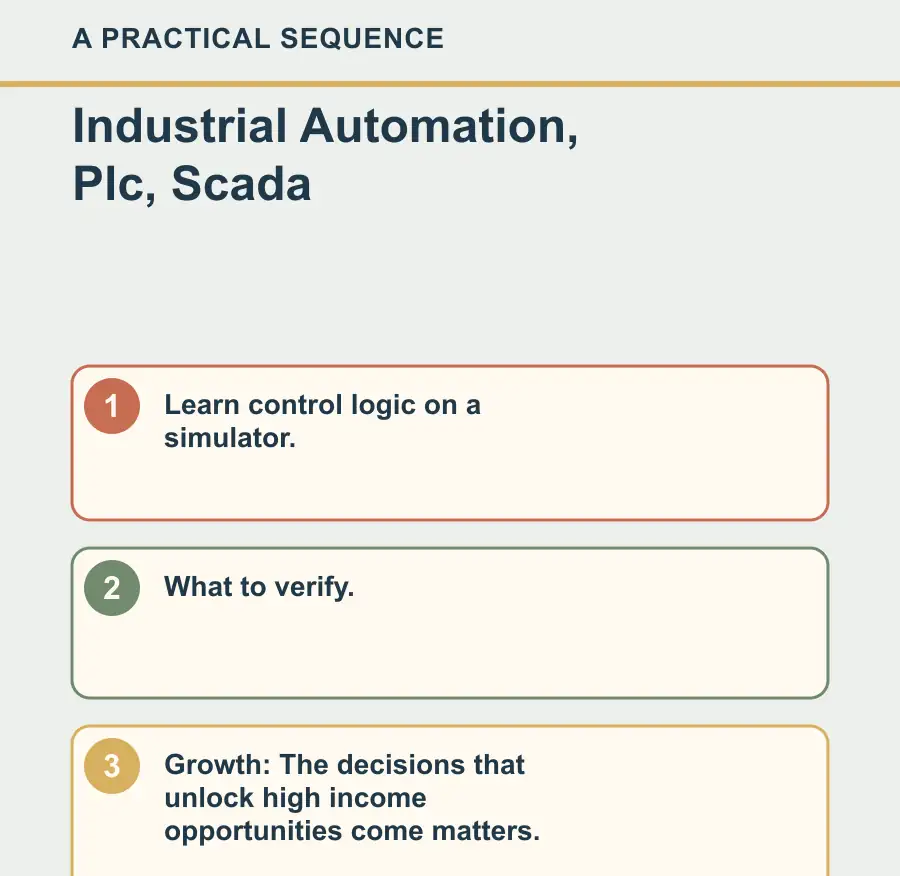 A PRACTICAL SEQUENCE
Industrial Automation,
Plc, Scada
1
Learn control logic on a
simulator.
2
What to verify.
3
Growth: The decisions that
unlock high income
opportunities come matters.